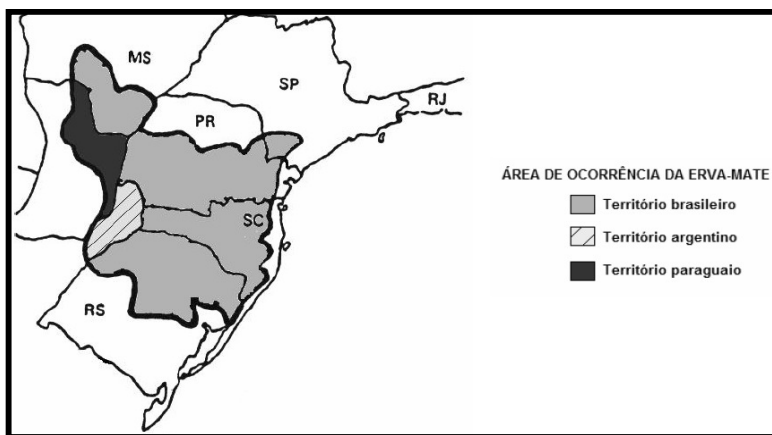 MS
SP
RJ
PR
SC
RS
ÁREA DE OCORRÊNCIA DA ERVA-MATE
Território brasileiro
Território argentino
Território paraguaio